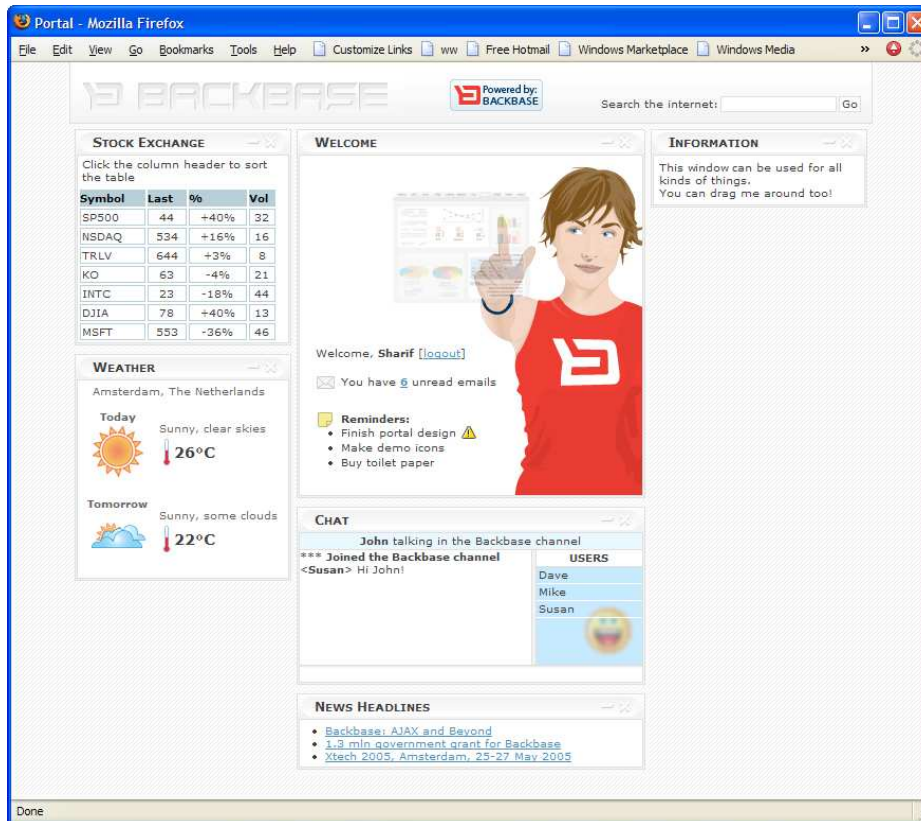 Portal - Mozilla Firefox
File Edit View Go Bookmarks Tools Help Customize Links ww Free Hotmail Windows Marketplace Windows Media »
BACKBASE
Powered by:
BACKBASE
Search the internet: Go
STOCK EXCHANGE
Click the column header to sort
the table
Symbol Last % Vol
SP500 44 +40% 32
NSDAQ 534 +16% 16
TRLV 644 +3% 8
KO 63 -4% 21
INTC 23 -18% 44
DJIA 78 +40% 13
MSFT 553 -36% 46
WEATHER
Amsterdam, The Netherlands
Today
Sunny, clear skies
26°C
Tomorrow
Sunny, some clouds
22°C
WELCOME
Welcome, Sharif [logout]
You have 6 unread emails
Reminders:
• Finish portal design
• Make demo icons
• Buy toilet paper
CHAT
John talking in the Backbase channel
*** Joined the Backbase channel
<Susan> Hi John!
USERS
Dave
Mike
Susan
NEWS HEADLINES
• Backbase: AJAX and Beyond
• 1.3 mln government grant for Backbase
• Xtech 2005, Amsterdam, 25-27 May 2005
INFORMATION
This window can be used for all
kinds of things.
You can drag me around too!
Done